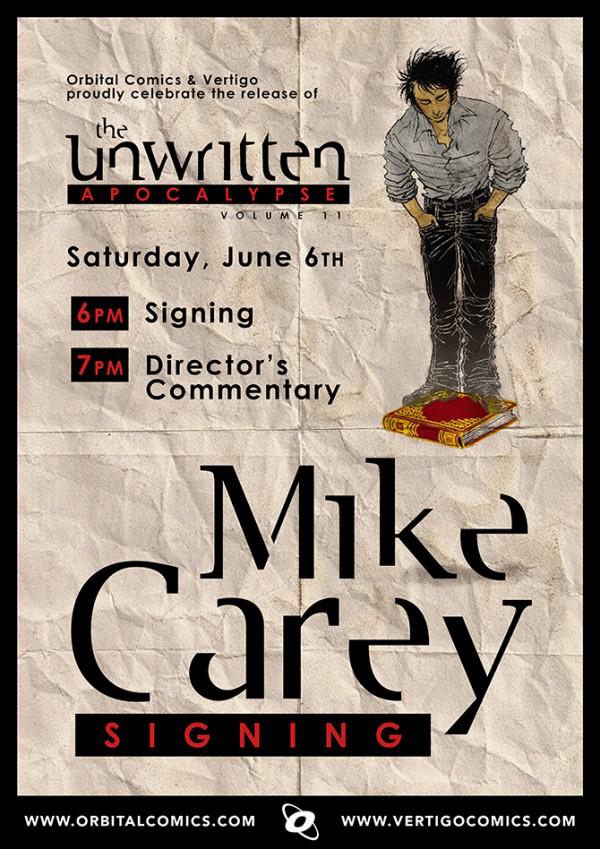 Orbital Comics & Vertigo
proudly celebrate the release of
the
unwritten
APOCALYPSE
VOLUME 11
Saturday, June 6TH
6PM Signing
7PM Director's
Commentary
Mike
Carey
SIGNING
WWW.ORBITALCOMICS.COM WWW.VERTIGOCOMICS.COM